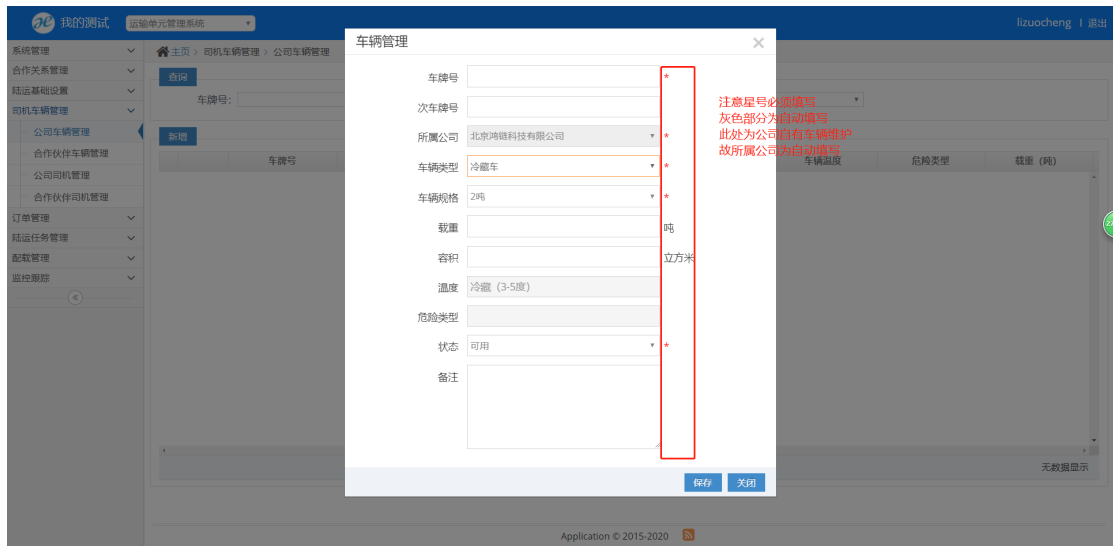 我的测试 运输单元管理系统 lizuocheng | 退出
系统管理
合作关系管理
陆运基础设置
司机车辆管理
公司车辆管理
合作伙伴车辆管理
公司司机管理
合作伙伴司机管理
订单管理
陆运任务管理
配载管理
监控跟踪
主页 > 司机车辆管理 > 公司车辆管理
查询
车牌号:
新增
车牌号 车辆温度 危险类型 载重 (吨)
无数据显示
车辆管理 ×
车牌号 *
次车牌号
所属公司 北京鸿链科技有限公司 *
车辆类型 冷藏车 *
车辆规格 2吨 *
载重 吨
容积 立方米
温度 冷藏 (3-5度)
危险类型
状态 可用 *
备注
保存 关闭
注意星号必须填写
灰色部分为自动填写
此处为公司自有车辆维护
故所属公司为自动填写
27
Application © 2015-2020